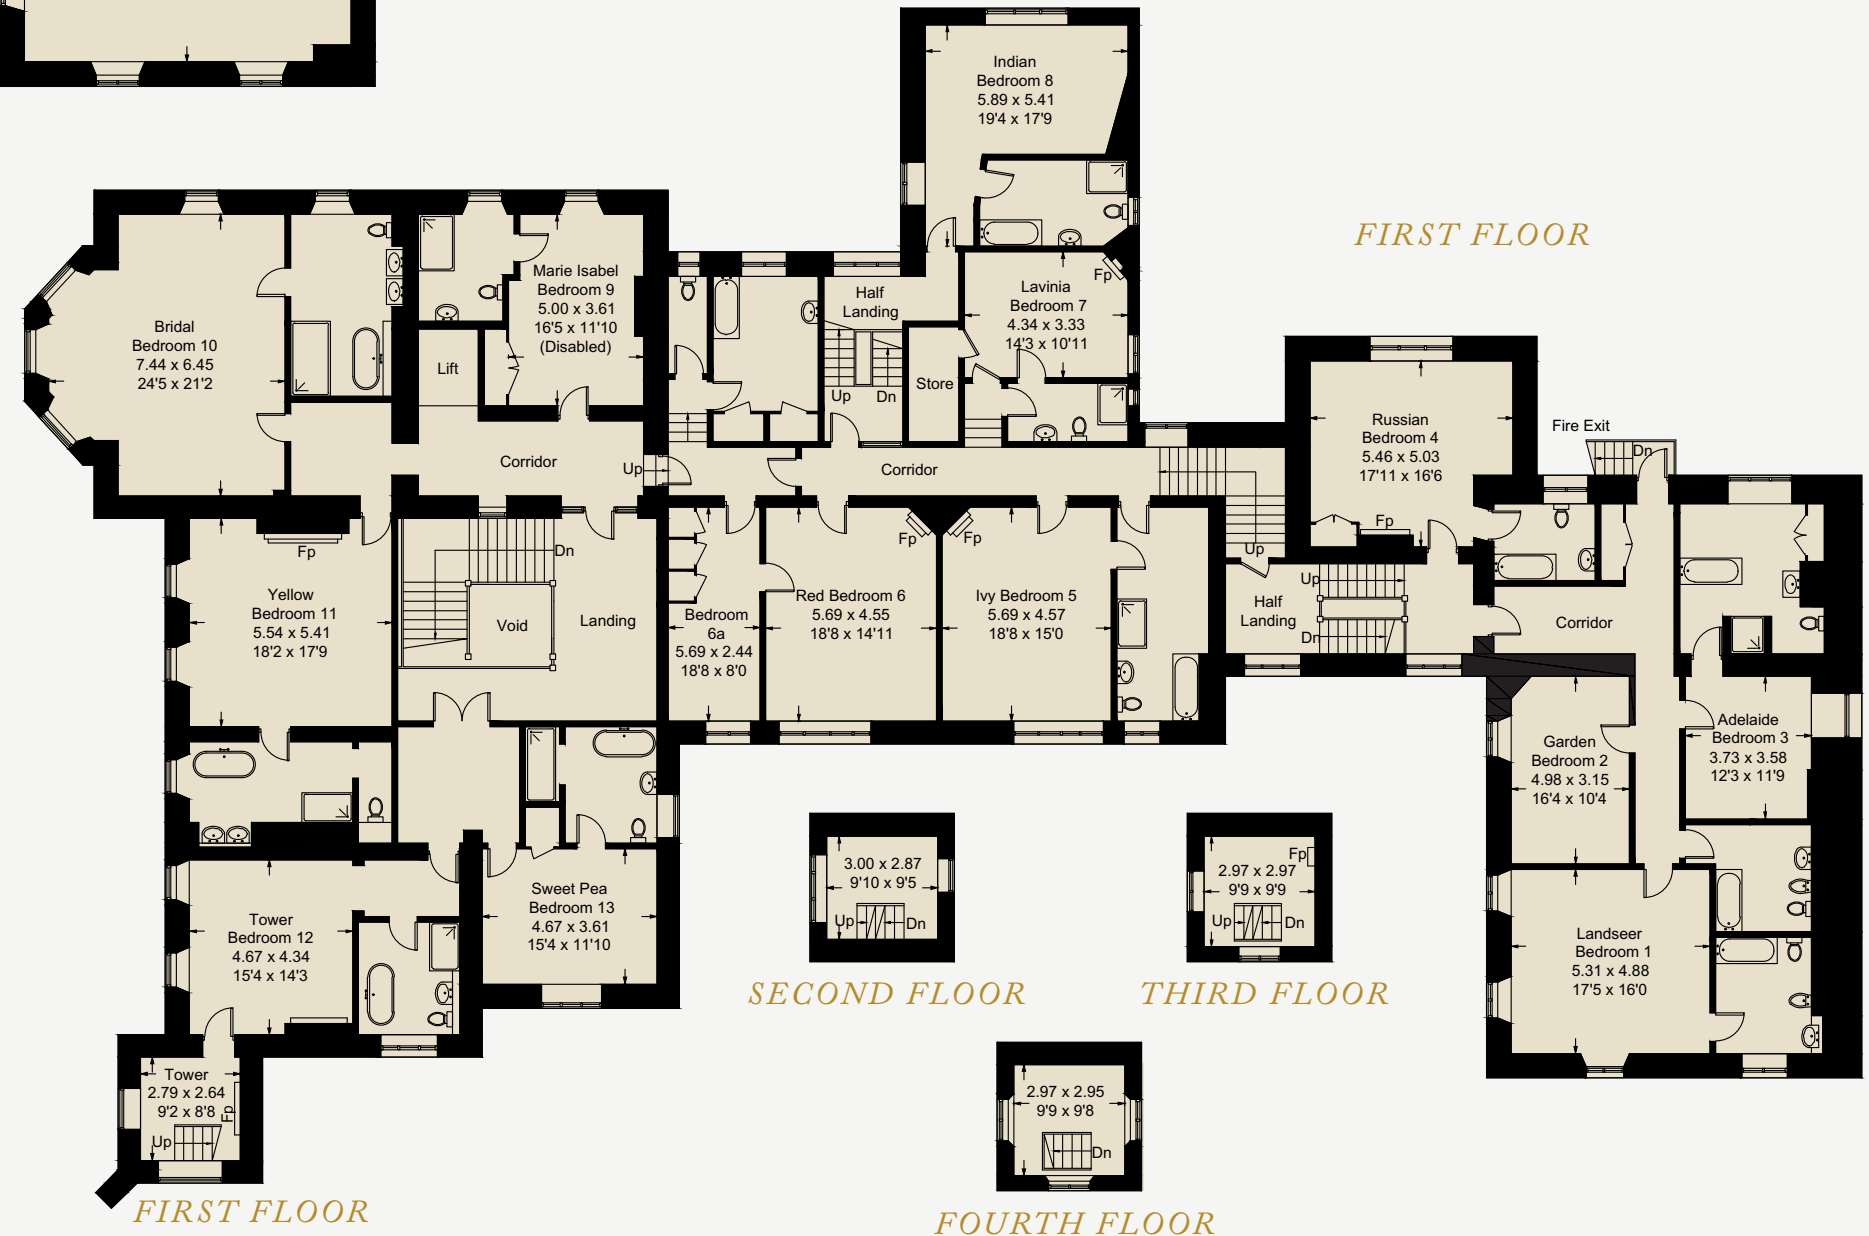 Indian
Bedroom 8
5.89 x 5.41
19'4 x 17'9
FIRST FLOOR
Marie Isabel
Bedroom 9
5.00 x 3.61
16'5 x 11'10
(Disabled)
Bridal
Bedroom 10
7.44 x 6.45
24'5 x 21'2
Lift
Half
Landing
Up
Dn
Store
Fp
Lavinia
Bedroom 7
4.34 x 3.33
14'3 x 10'11
Russian
Bedroom 4
5.46 x 5.03
17'11 x 16'6
Fp
Fire Exit
Dn
Corridor
Up
Corridor
Up
Fp
Yellow
Bedroom 11
5.54 x 5.41
18'2 x 17'9
Dn
Void
Landing
Bedroom
6a
5.69 x 2.44
18'8 x 8'0
Fp
Red Bedroom 6
5.69 x 4.55
18'8 x 14'11
Fp
Ivy Bedroom 5
5.69 x 4.57
18'8 x 15'0
Half
Landing
Up
Dn
Corridor
Garden
Bedroom 2
4.98 x 3.15
16'4 x 10'4
Adelaide
Bedroom 3
3.73 x 3.58
12'3 x 11'9
Tower
Bedroom 12
4.67 x 4.34
15'4 x 14'3
Sweet Pea
Bedroom 13
4.67 x 3.61
15'4 x 11'10
3.00 x 2.87
9'10 x 9'5
Up
Dn
SECOND FLOOR
Fp
2.97 x 2.97
9'9 x 9'9
Up
Dn
THIRD FLOOR
Landseer
Bedroom 1
5.31 x 4.88
17'5 x 16'0
Tower
2.79 x 2.64
9'2 x 8'8
Fp
Up
FIRST FLOOR
2.97 x 2.95
9'9 x 9'8
Dn
FOURTH FLOOR